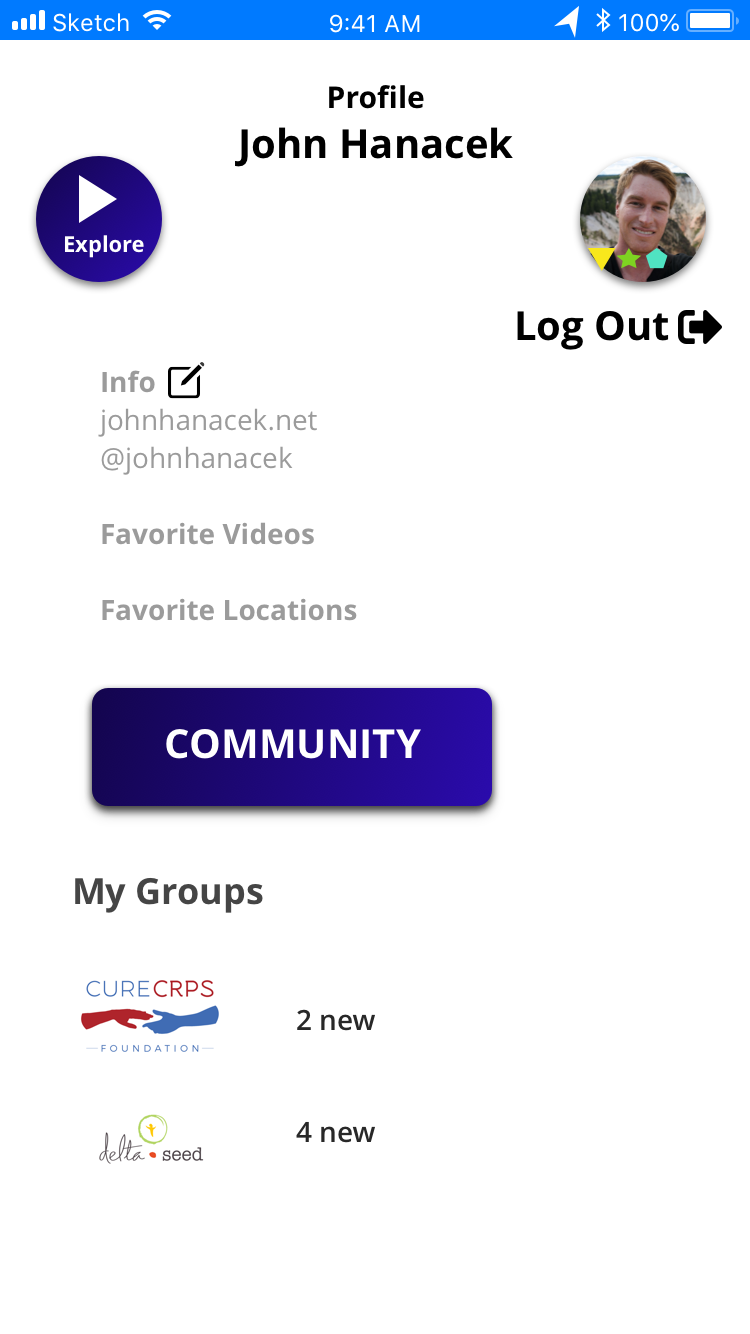 Sketch 9:41 AM 100%
Profile
John Hanacek
Explore
Log Out
Info
johnhanacek.net
@johnhanacek
Favorite Videos
Favorite Locations
COMMUNITY
My Groups
CURECRPS
FOUNDATION
2 new
delta seed
4 new